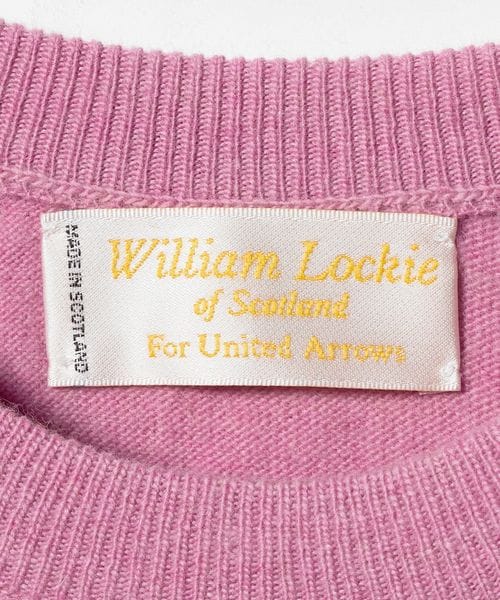 William Lockie
of Scotland
For United Arrows
MADE IN SCOTLAND